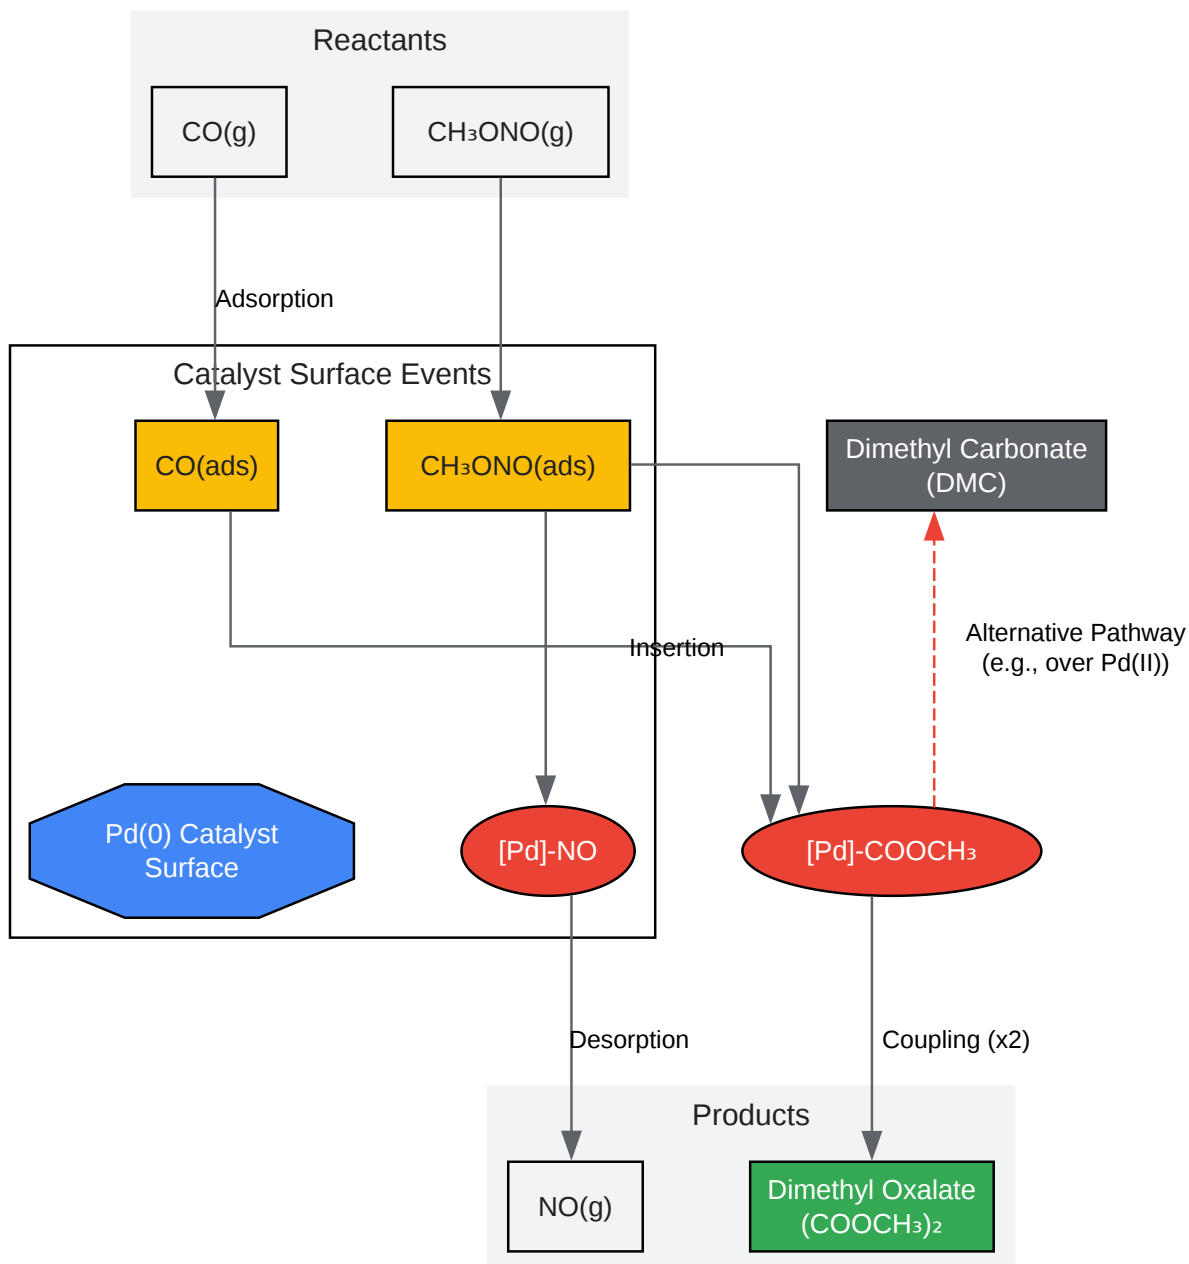 Reactants
CO(g)
CH₃ONO(g)
Adsorption
Catalyst Surface Events
CO(ads)
CH₃ONO(ads)
Dimethyl Carbonate
(DMC)
Insertion
Alternative Pathway
(e.g., over Pd(II))
Pd(0) Catalyst
Surface
[Pd]-NO
[Pd]-COOCH₃
Desorption
Coupling (x2)
Products
NO(g)
Dimethyl Oxalate
(COOCH₃)₂